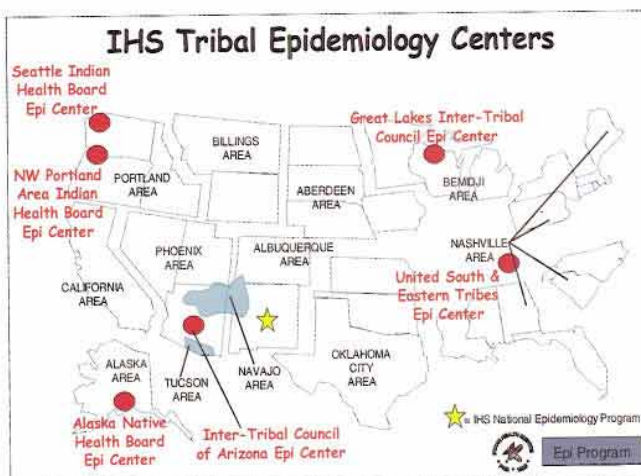 IHS Tribal Epidemiology Centers
Seattle Indian
Health Board
Epi Center
Great Lakes Inter-Tribal
Council Epi Center
BILLINGS
AREA
NW Portland
Area Indian
Health Board
Epi Center
PORTLAND
AREA
ABERDEEN
AREA
BEMIDJI
AREA
PHOENIX
AREA
ALBUQUERQUE
AREA
NASHVILLE
AREA
CALIFORNIA
AREA
United South &
Eastern Tribes
Epi Center
ALASKA
AREA
TUCSON
AREA
NAVAJO
AREA
OKLAHOMA
CITY
AREA
Alaska Native
Health Board
Epi Center
Inter-Tribal Council
of Arizona Epi Center
= IHS National Epidemiology Program
Epi Program